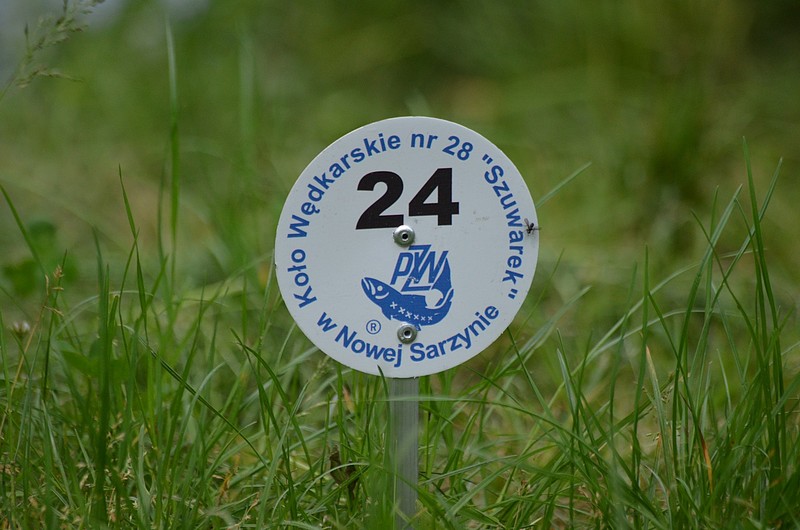 Koło Wędkarskie nr 28 "Szuwarek"
24
PZW
®
w Nowej Sarzynie